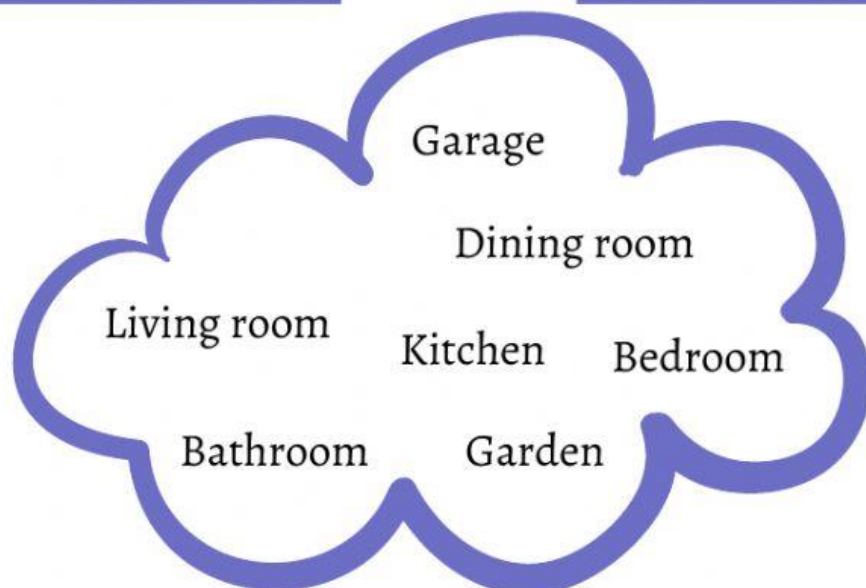 Garage
Dining room
Living room
Kitchen
Bedroom
Bathroom
Garden